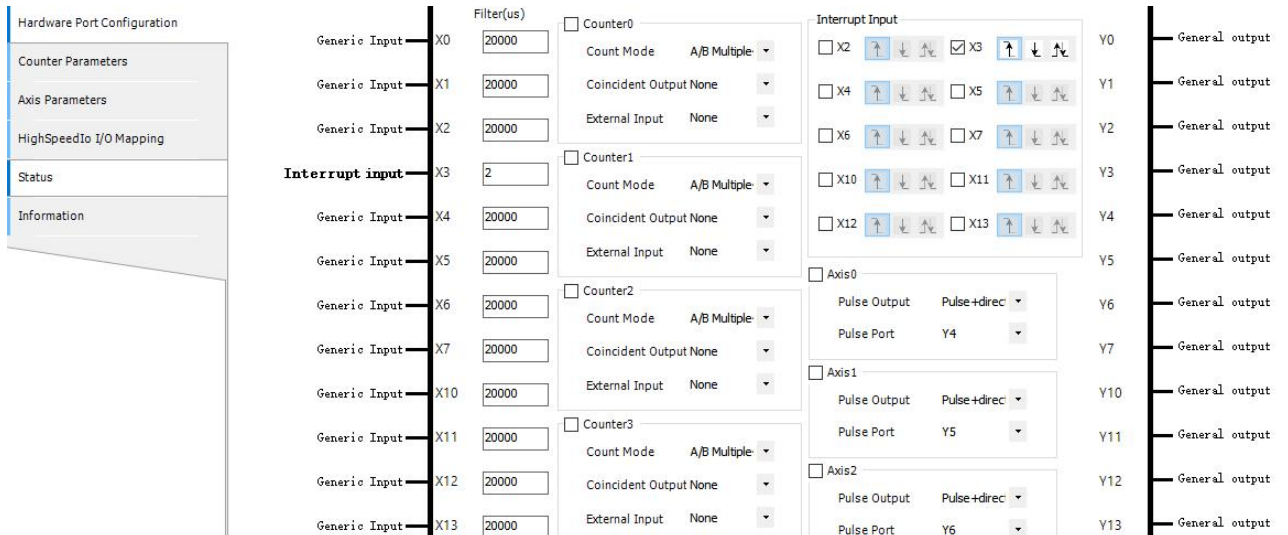 Hardware Port Configuration
Counter Parameters
Axis Parameters
HighSpeedIo I/O Mapping
Status
Information
Filter(us)
Generic Input X0 20000
Generic Input X1 20000
Generic Input X2 20000
Interrupt input X3 2
Generic Input X4 20000
Generic Input X5 20000
Generic Input X6 20000
Generic Input X7 20000
Generic Input X10 20000
Generic Input X11 20000
Generic Input X12 20000
Generic Input X13 20000
Counter0
Count Mode A/B Multiple
Coincident Output None
External Input None
Counter1
Count Mode A/B Multiple
Coincident Output None
External Input None
Counter2
Count Mode A/B Multiple
Coincident Output None
External Input None
Counter3
Count Mode A/B Multiple
Coincident Output None
External Input None
Interrupt Input
X2 X3
X4 X5
X6 X7
X10 X11
X12 X13
Axis0
Pulse Output Pulse+direc
Pulse Port Y4
Axis1
Pulse Output Pulse+direc
Pulse Port Y5
Axis2
Pulse Output Pulse+direc
Pulse Port Y6
Y0 General output
Y1 General output
Y2 General output
Y3 General output
Y4 General output
Y5 General output
Y6 General output
Y7 General output
Y10 General output
Y11 General output
Y12 General output
Y13 General output